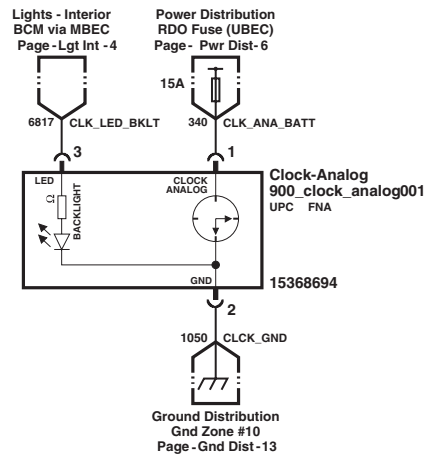 Lights - Interior
BCM via MBEC
Page - Lgt Int - 4
Power Distribution
RDO Fuse (UBEC)
Page - Pwr Dist - 6
15A
6817 CLK_LED_BKLT
340 CLK_ANA_BATT
3
1
LED
Ω
BACKLIGHT
CLOCK
ANALOG
GND
Clock-Analog
900_clock_analog001
UPC FNA
15368694
2
1050 CLCK_GND
Ground Distribution
Gnd Zone #10
Page - Gnd Dist - 13